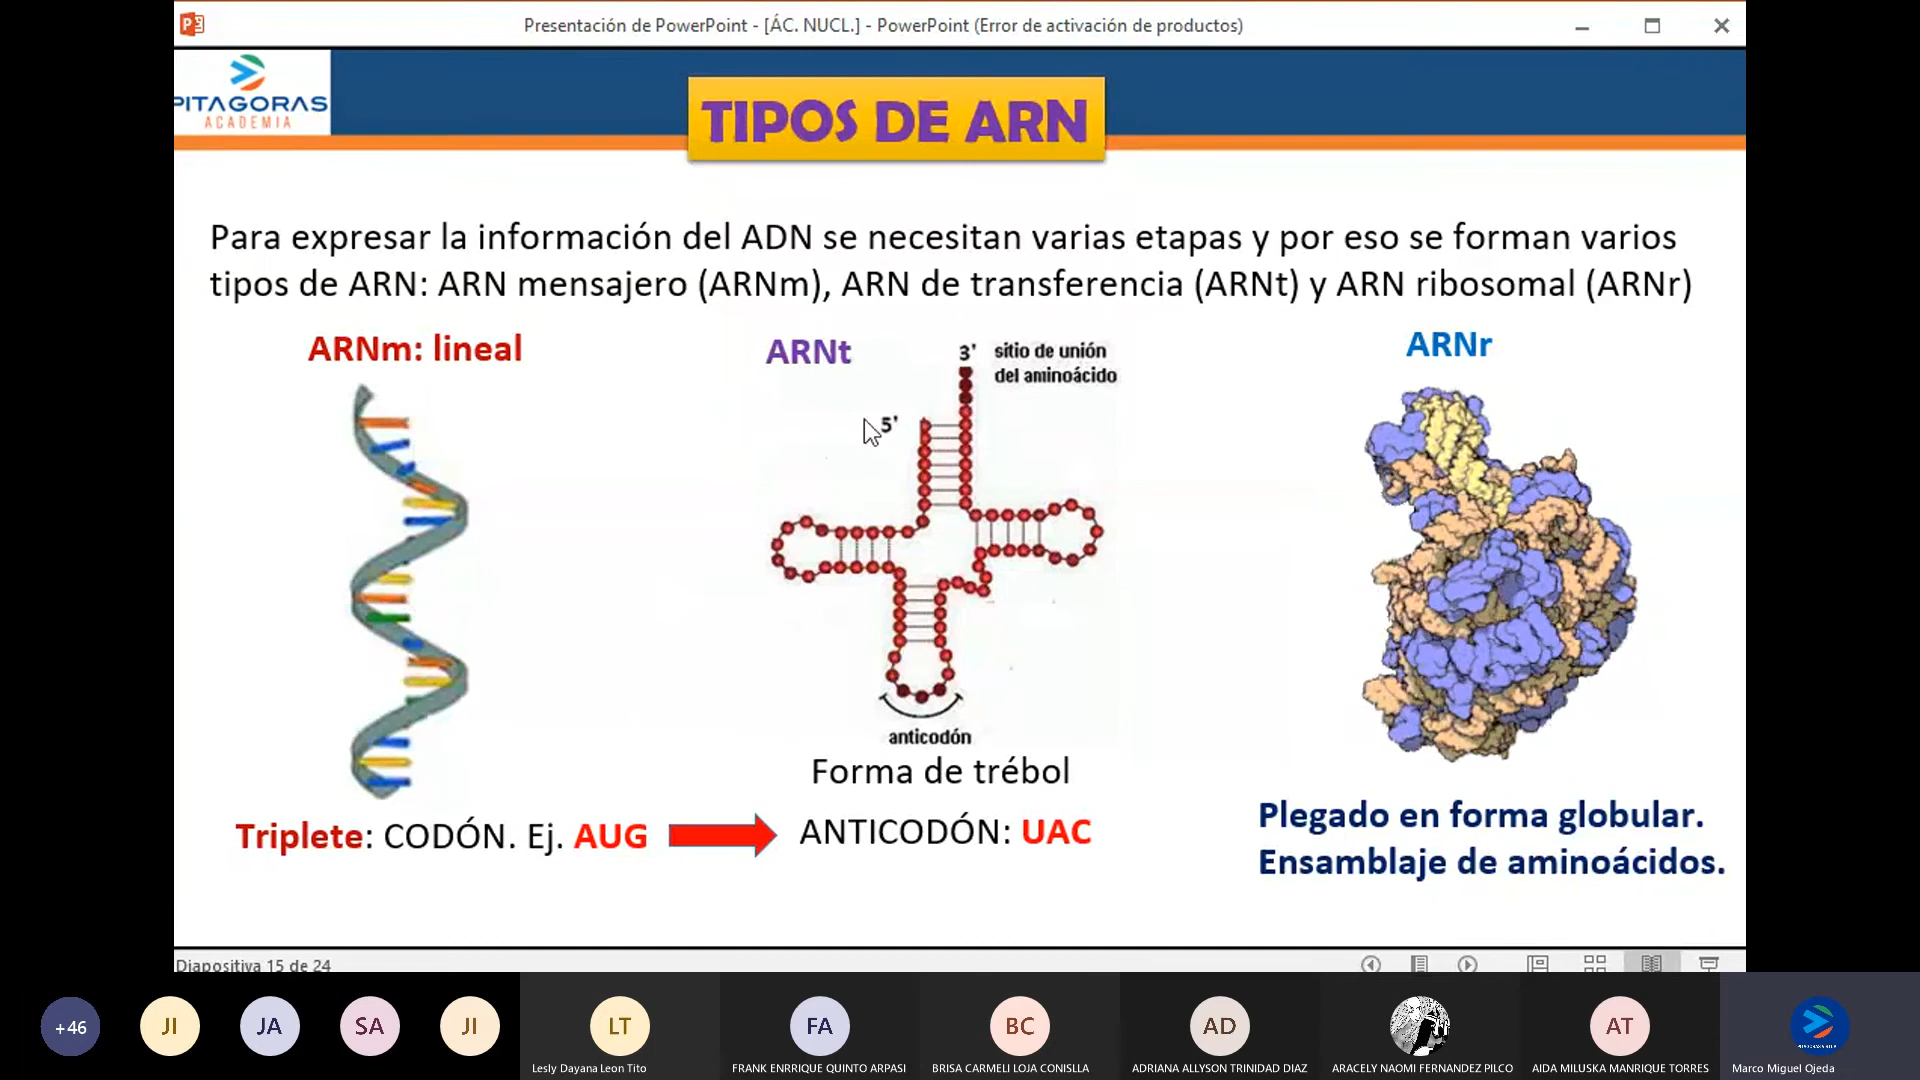 Presentación de PowerPoint - [ÁC. NUCL.] - PowerPoint (Error de activación de productos)
PITAGORAS
ACADEMIA
TIPOS DE ARN
Para expresar la información del ADN se necesitan varias etapas y por eso se forman varios
tipos de ARN: ARN mensajero (ARNm), ARN de transferencia (ARNt) y ARN ribosomal (ARNr)
ARNm: lineal
ARNt
3' sitio de unión
del aminoácido
5'
anticodón
Forma de trébol
ARNr
Triplete: CODÓN. Ej. AUG
ANTICODÓN: UAC
Plegado en forma globular.
Ensamblaje de aminoácidos.
Diapositiva 15 de 24
+46
JI
JA
SA
JI
LT
Lesly Dayana Leon Tito
FA
FRANK ENRRIQUE QUINTO ARPASI
BC
BRISA CARMELI LOJA CONISLLA
AD
ADRIANA ALLYSON TRINIDAD DIAZ
ARACELY NAOMI FERNANDEZ PILCO
AT
AIDA MILUSKA MANRIQUE TORRES
Marco Miguel Ojeda